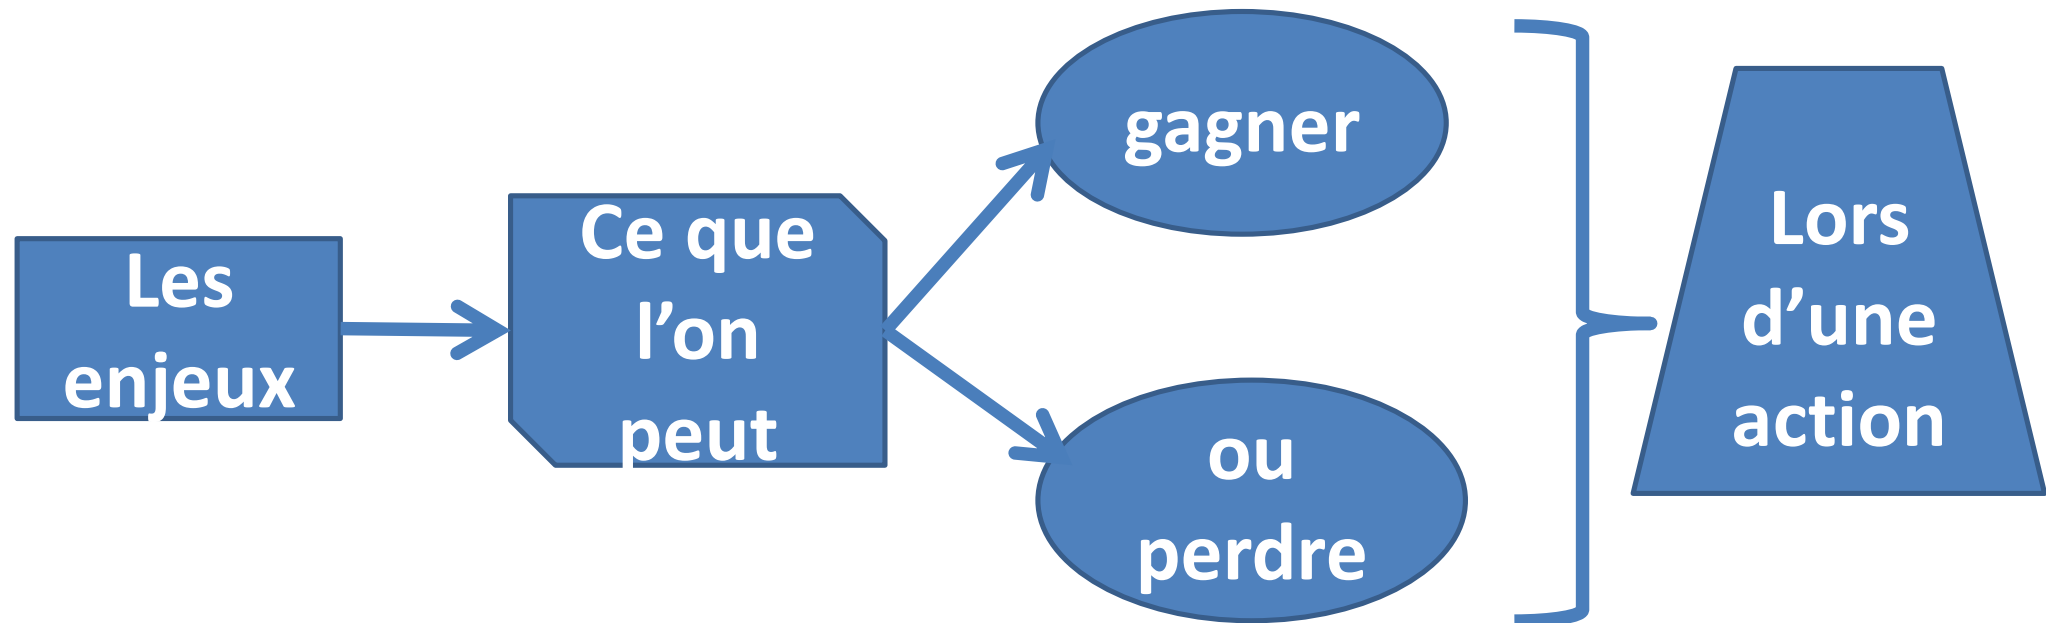 Les
enjeux
Ce que
l’on
peut
gagner
ou
perdre
Lors
d’une
action